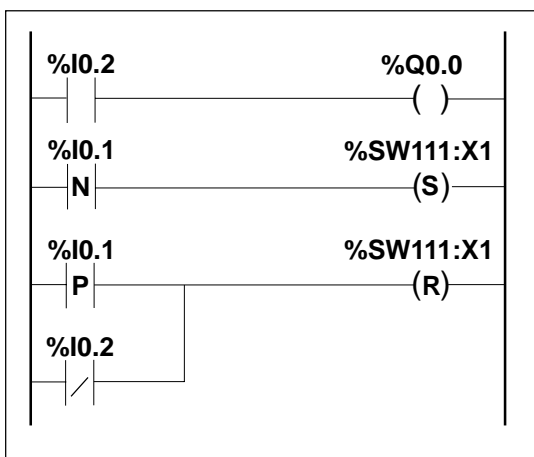 %I0.2 %Q0.0
( )
%I0.1 %SW111:X1
N (S)
%I0.1 %SW111:X1
P (R)
%I0.2
/